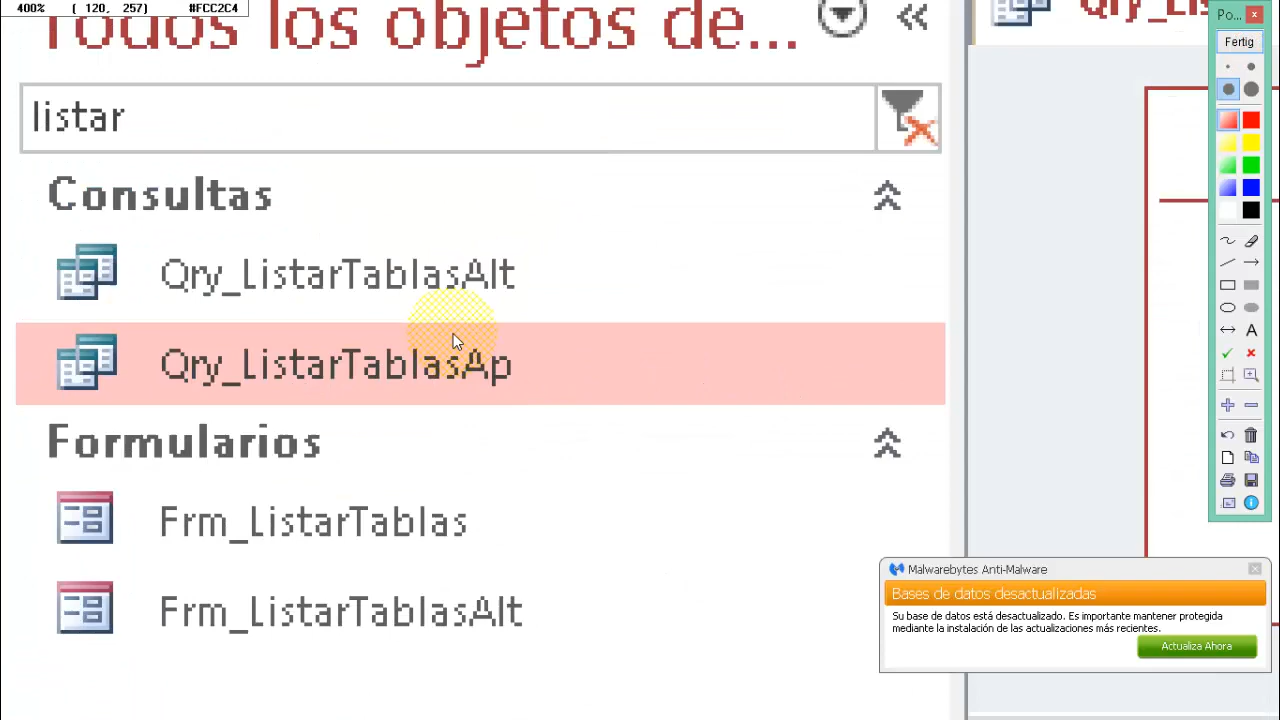 400% ( 120, 257) #FCC2C4
Todos los objetos de...
Qry_Lis
Po...
Fertig
listar
Consultas
Qry_ListarTablasAlt
Qry_ListarTablasAp
Formularios
Frm_ListarTablas
Frm_ListarTablasAlt
A
Malwarebytes Anti-Malware
Bases de datos desactualizadas
Su base de datos está desactualizado. Es importante mantener protegida
mediante la instalación de las actualizaciones más recientes.
Actualiza Ahora